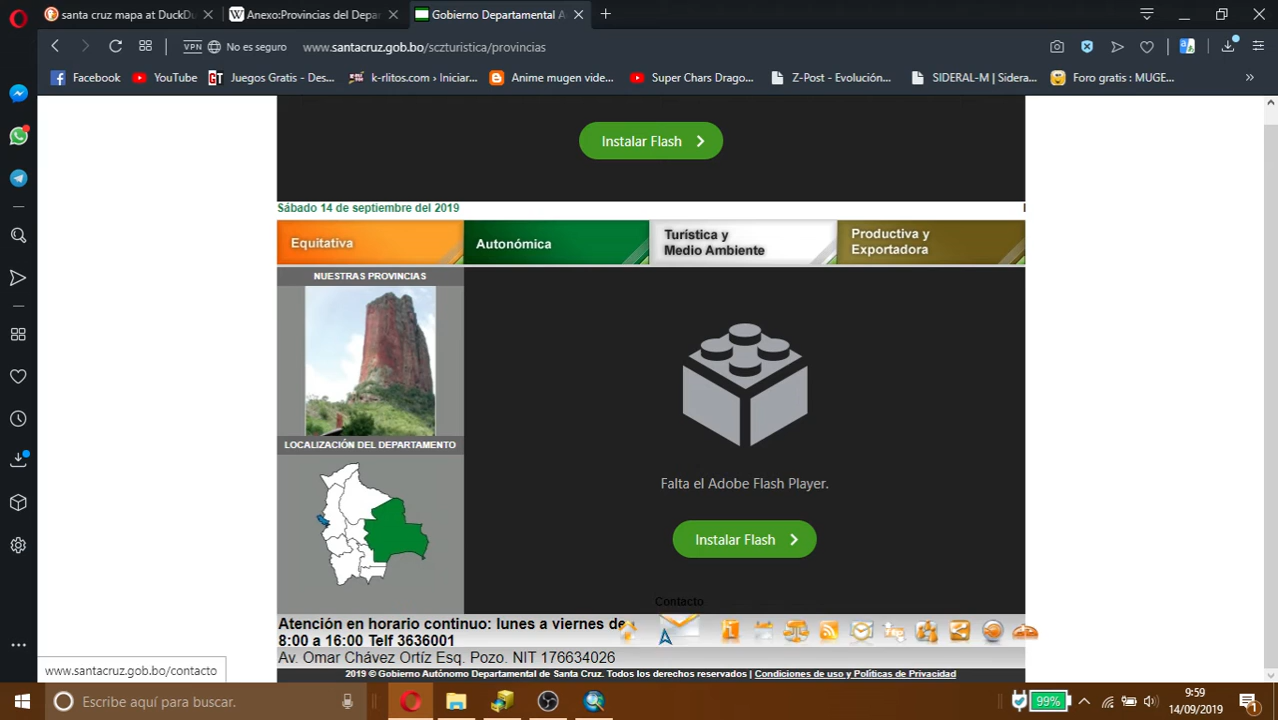 santa cruz mapa at DuckDu
Anexo:Provincias del Depar
Gobierno Departamental A
VPN
No es seguro
www.santacruz.gob.bo/sczturistica/provincias
Facebook
YouTube
Juegos Gratis - Des...
k-rlitos.com › Iniciar...
Anime mugen vide...
Super Chars Drago...
Z-Post - Evolución...
SIDERAL-M | Sidera...
Foro gratis : MUGE...
»
Instalar Flash
Sábado 14 de septiembre del 2019
Equitativa
Autonómica
Turística y
Medio Ambiente
Productiva y
Exportadora
NUESTRAS PROVINCIAS
LOCALIZACIÓN DEL DEPARTAMENTO
Falta el Adobe Flash Player.
Instalar Flash
Contacto
Atención en horario continuo: lunes a viernes de
8:00 a 16:00 Telf 3636001
Av. Omar Chávez Ortíz Esq. Pozo. NIT 176634026
2019 © Gobierno Autónomo Departamental de Santa Cruz. Todos los derechos reservados | Condiciones de uso y Políticas de Privacidad
www.santacruz.gob.bo/contacto
Escribe aquí para buscar.
99%
9:59
14/09/2019
1